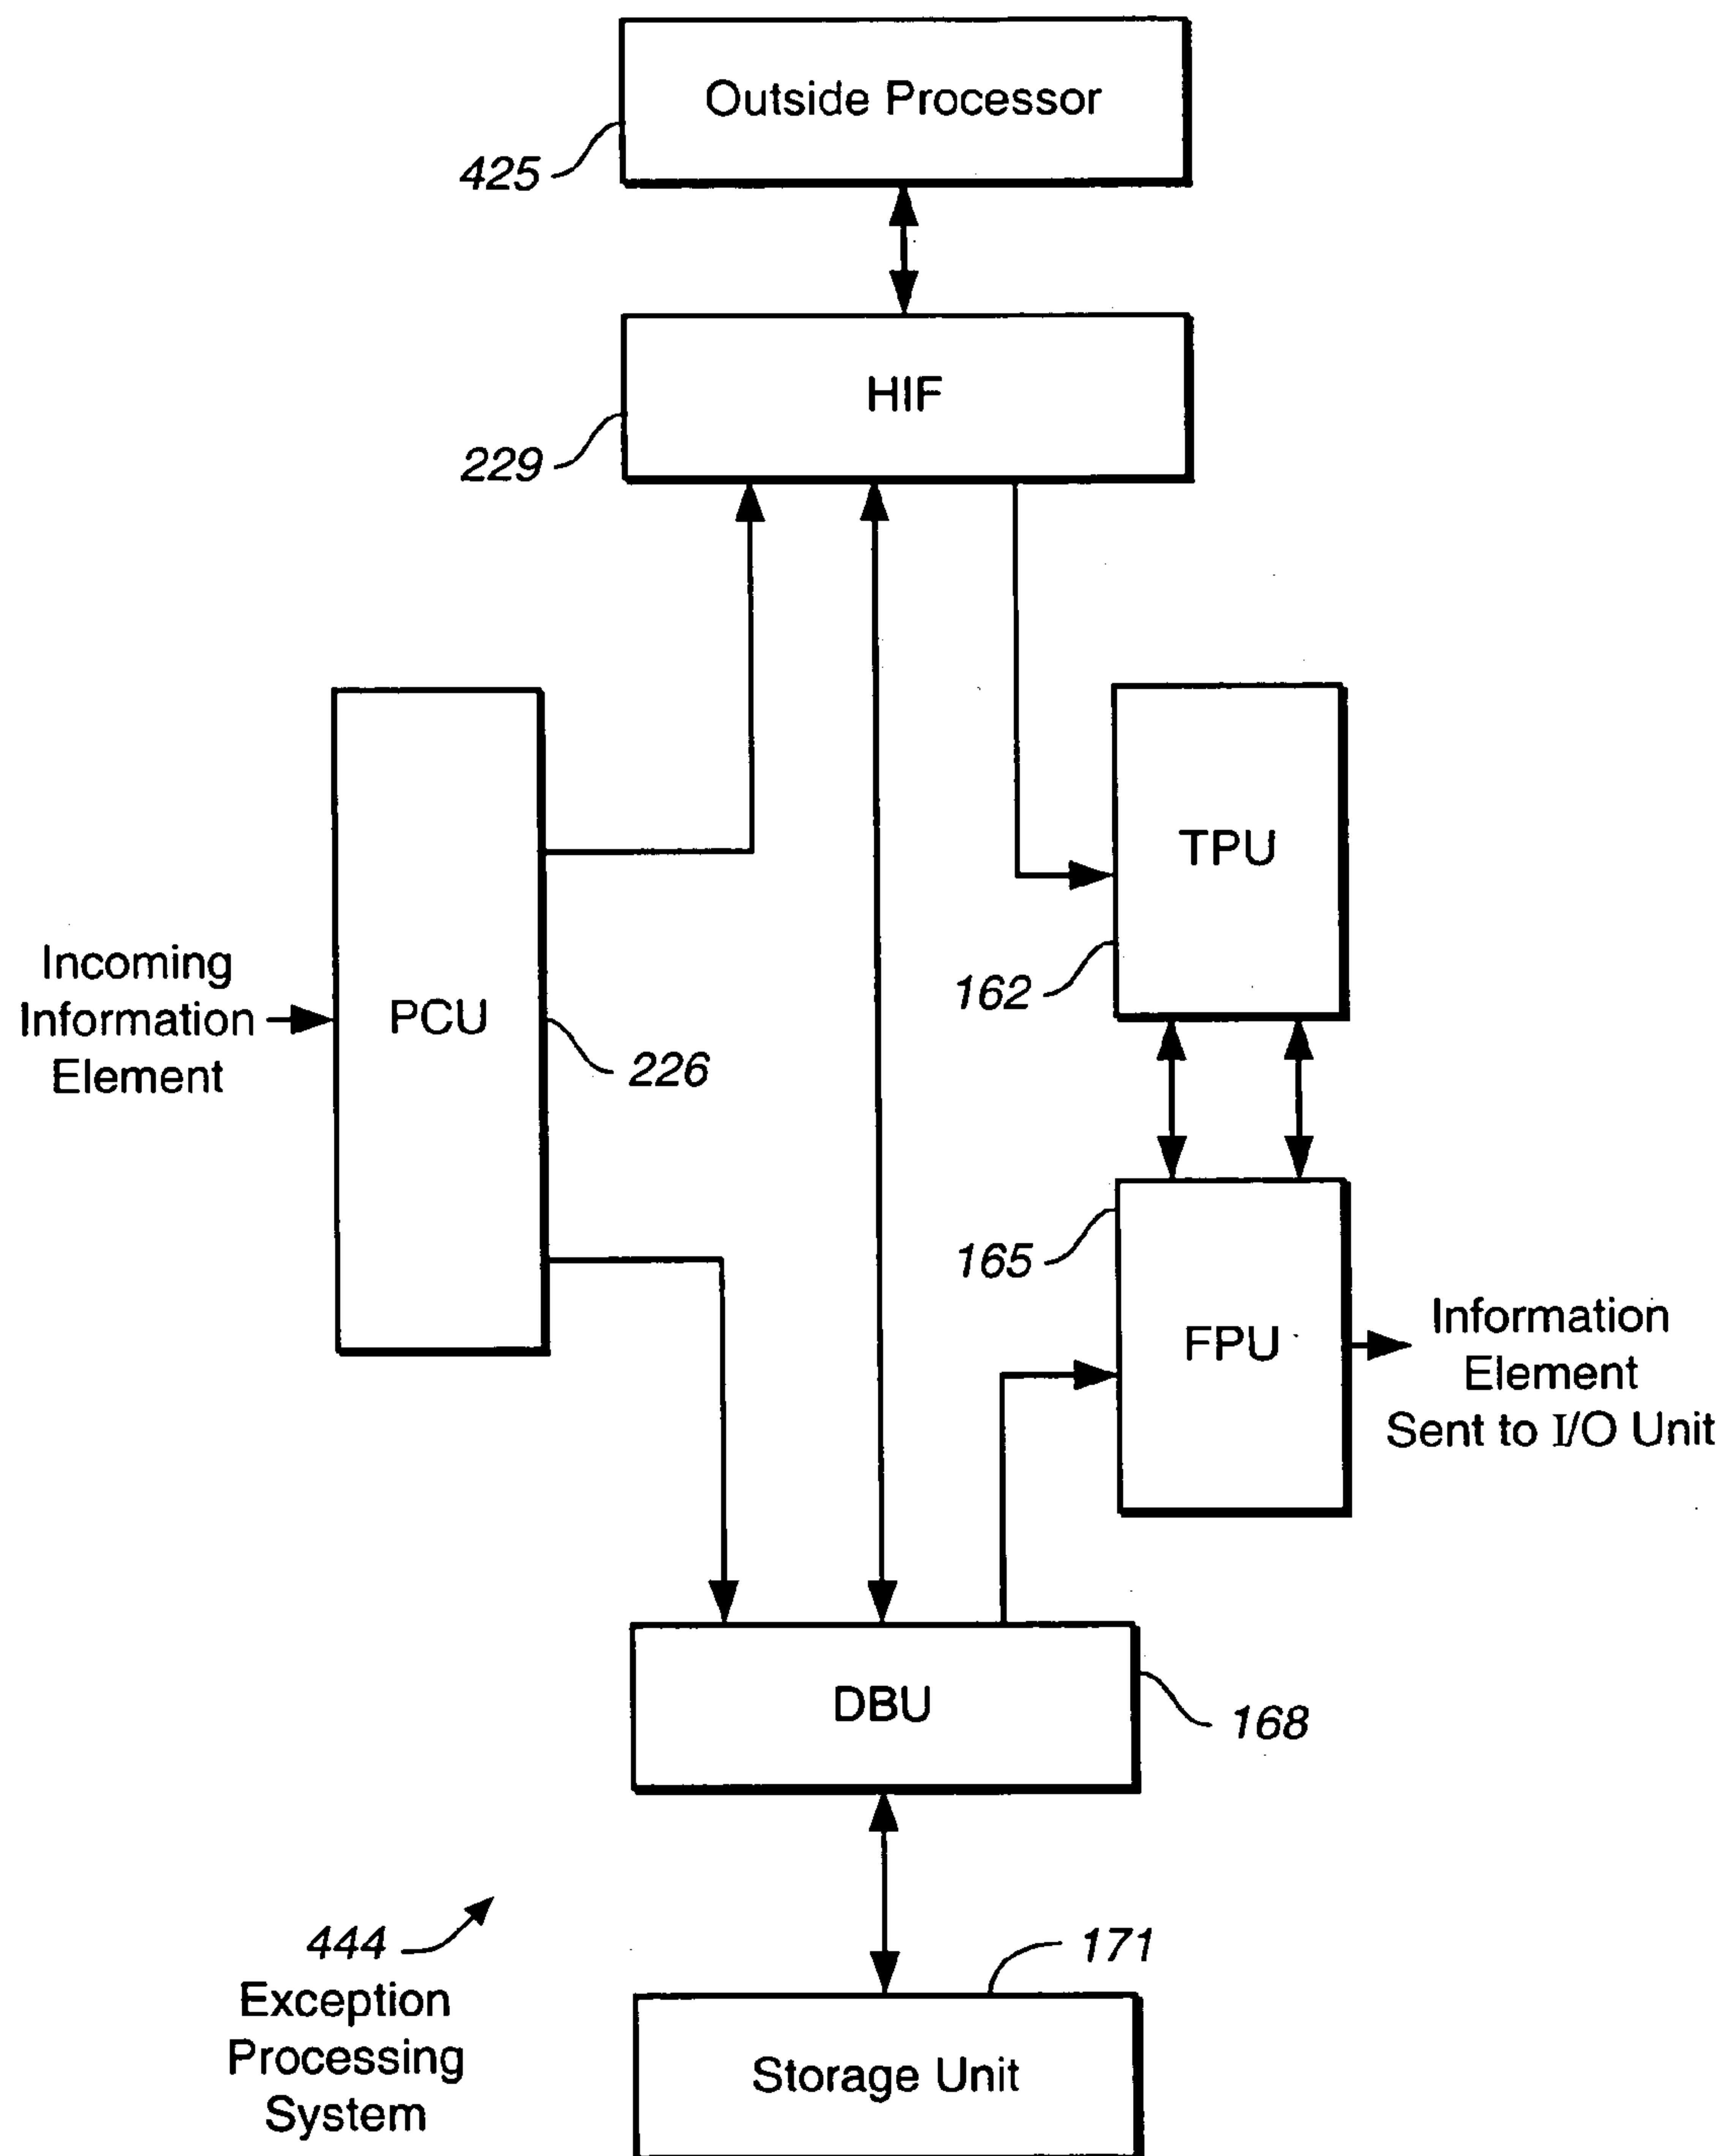 Outside Processor
425
HIF
229
TPU
162
Incoming
Information
Element
PCU
226
165
FPU
Information
Element
Sent to I/O Unit
DBU
168
444
Exception
Processing
System
171
Storage Unit